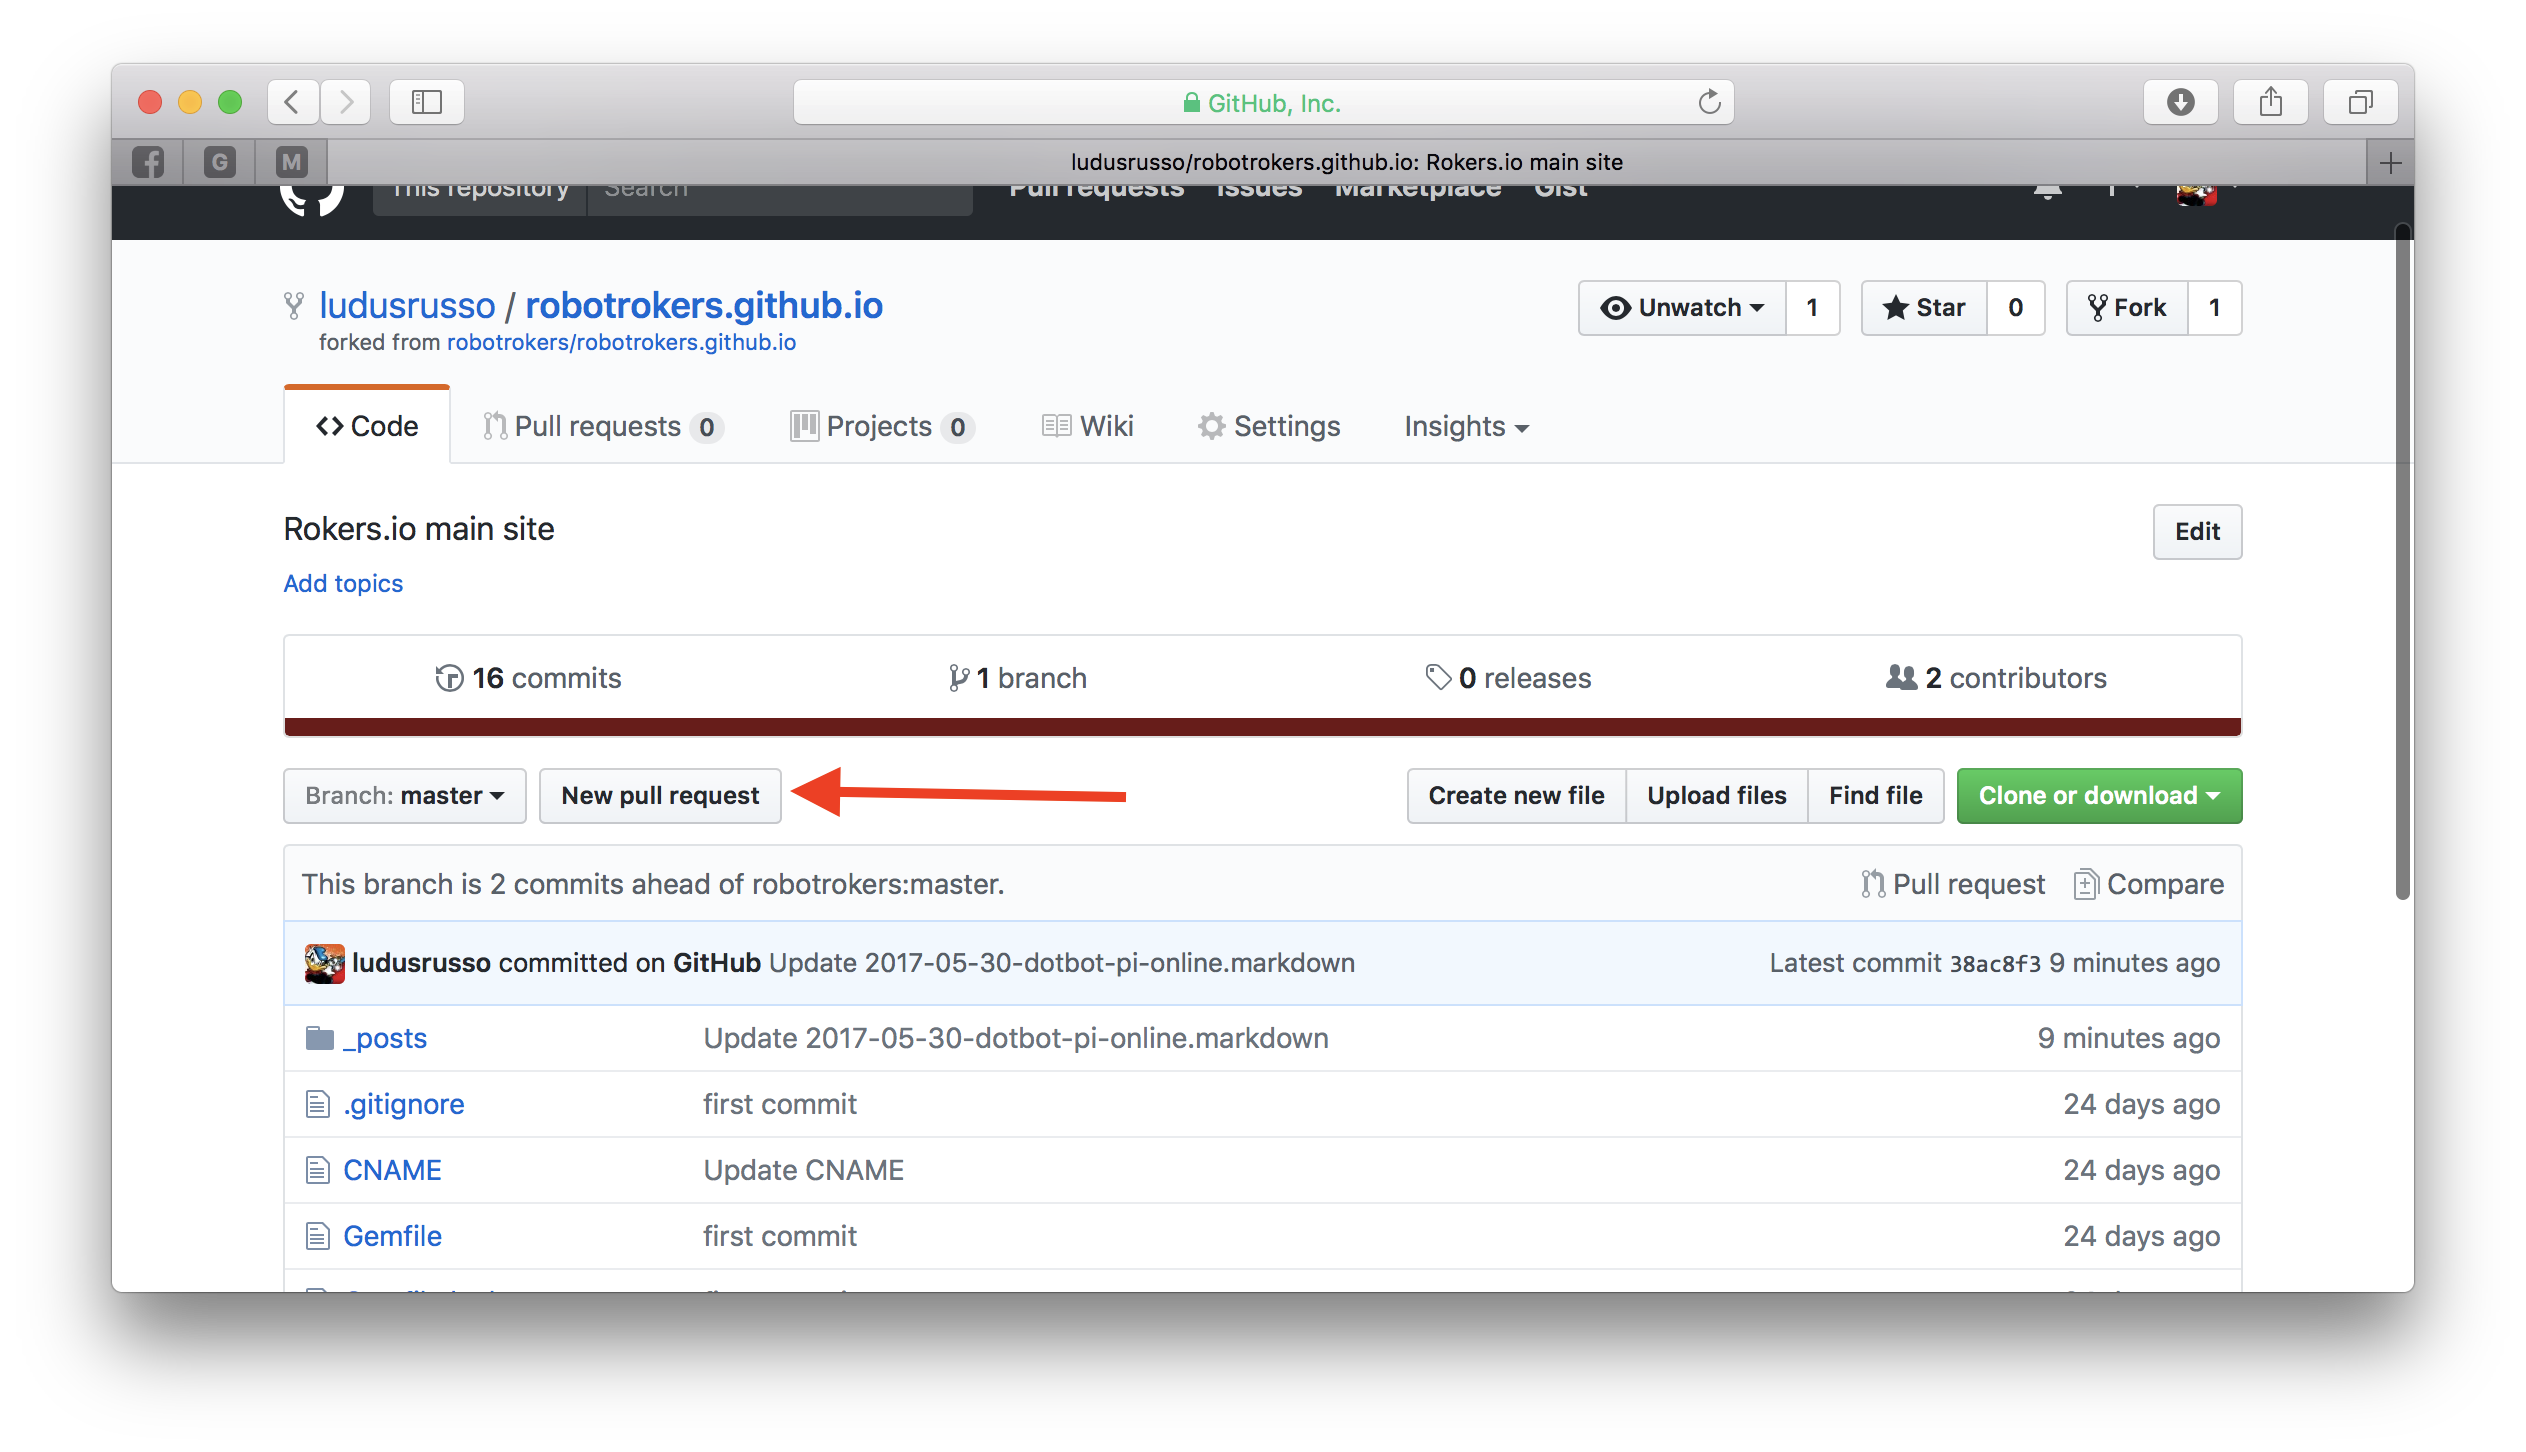 GitHub, Inc.
G
M
ludusrusso/robotrokers.github.io: Rokers.io main site
This repository Search Pull requests Issues Marketplace Gist
ludusrusso / robotrokers.github.io
Unwatch 1 Star 0 Fork 1
forked from robotrokers/robotrokers.github.io
Code Pull requests 0 Projects 0 Wiki Settings Insights
Rokers.io main site
Edit
Add topics
16 commits 1 branch 0 releases 2 contributors
Branch: master New pull request Create new file Upload files Find file Clone or download
This branch is 2 commits ahead of robotrokers:master. Pull request Compare
ludusrusso committed on GitHub Update 2017-05-30-dotbot-pi-online.markdown Latest commit 38ac8f3 9 minutes ago
_posts Update 2017-05-30-dotbot-pi-online.markdown 9 minutes ago
.gitignore first commit 24 days ago
CNAME Update CNAME 24 days ago
Gemfile first commit 24 days ago